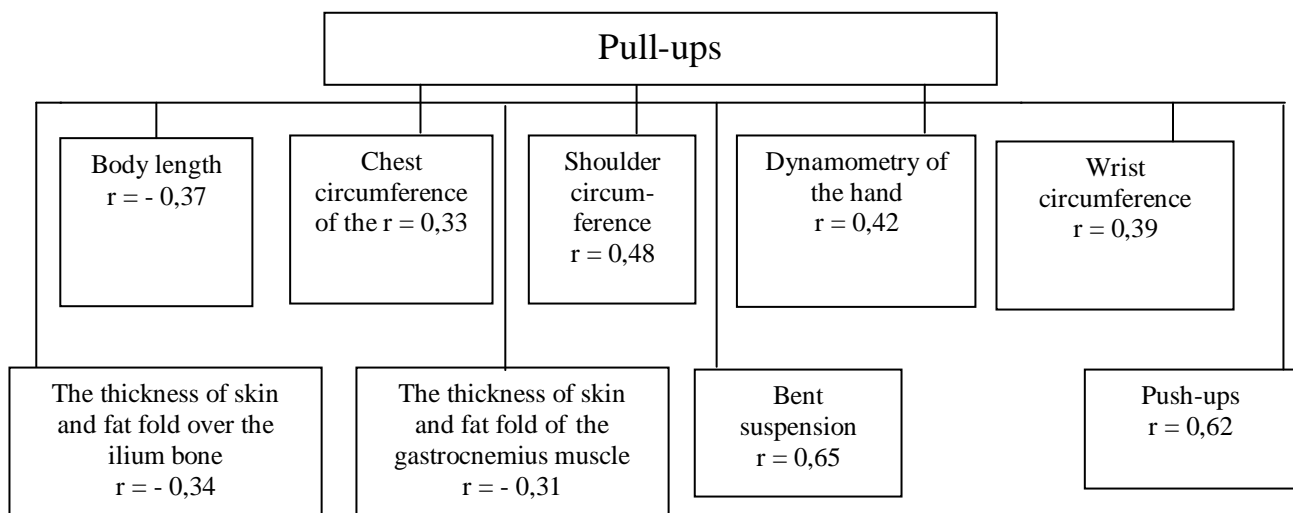 Pull-ups
Body length
r = - 0,37
Chest
circumference
of the r = 0,33
Shoulder
circum-
ference
r = 0,48
Dynamometry of
the hand
r = 0,42
Wrist
circumference
r = 0,39
The thickness of skin
and fat fold over the
ilium bone
r = - 0,34
The thickness of skin
and fat fold of the
gastrocnemius muscle
r = - 0,31
Bent
suspension
r = 0,65
Push-ups
r = 0,62